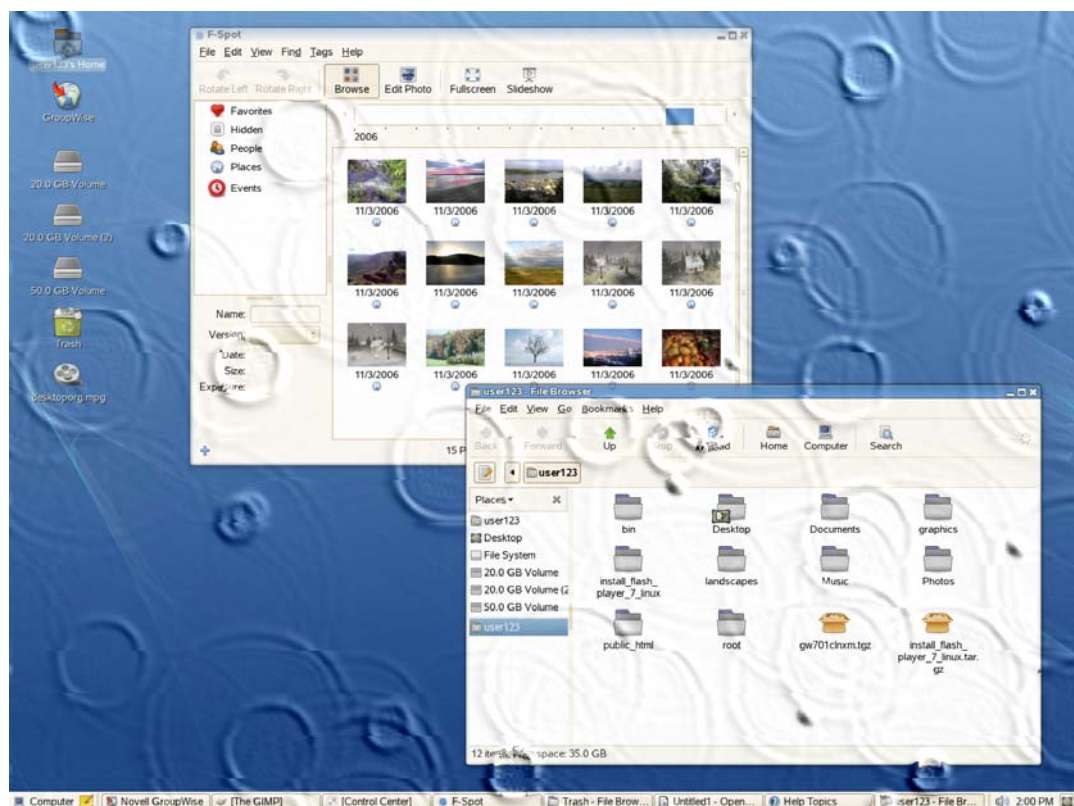 user123's Home
GroupWise
20.0 GB Volume
20.0 GB Volume (2)
50.0 GB Volume
Trash
desktoporg.mpg
F-Spot
File Edit View Find Tags Help
Rotate Left Rotate Right Browse Edit Photo Fullscreen Slideshow
Favorites
Hidden
People
Places
Events
2006
11/3/2006 11/3/2006 11/3/2006 11/3/2006 11/3/2006
11/3/2006 11/3/2006 11/3/2006 11/3/2006 11/3/2006
11/3/2006 11/3/2006 11/3/2006 11/3/2006 11/3/2006
Name:
Version:
Date:
Size:
Exposure:
15 P
user123 - File Browser
File Edit View Go Bookmarks Help
Back Forward Up Stop Reload Home Computer Search
user123
Places
user123
Desktop
File System
20.0 GB Volume
20.0 GB Volume (2
50.0 GB Volume
user123
bin Desktop Documents graphics
install_flash_
player_7_linux
landscapes Music Photos
public_html root gw701clnxm.tgz
install_flash_
player_7_linux.tar.
gz
12 items, space: 35.0 GB
Computer Novell GroupWise [The GIMP] [Control Center] F-Spot Trash - File Brow... Untitled1 - Open... Help Topics user123 - File Br... 2:00 PM